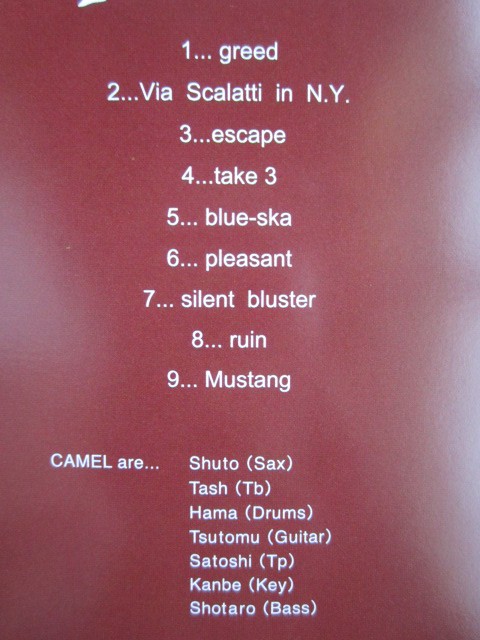 1... greed
2...Via Scalatti in N.Y.
3...escape
4...take 3
5... blue-ska
6... pleasant
7... silent bluster
8... ruin
9... Mustang
CAMEL are... Shuto (Sax)
Tash (Tb)
Hama (Drums)
Tsutomu (Guitar)
Satoshi (Tp)
Kanbe (Key)
Shotaro (Bass)